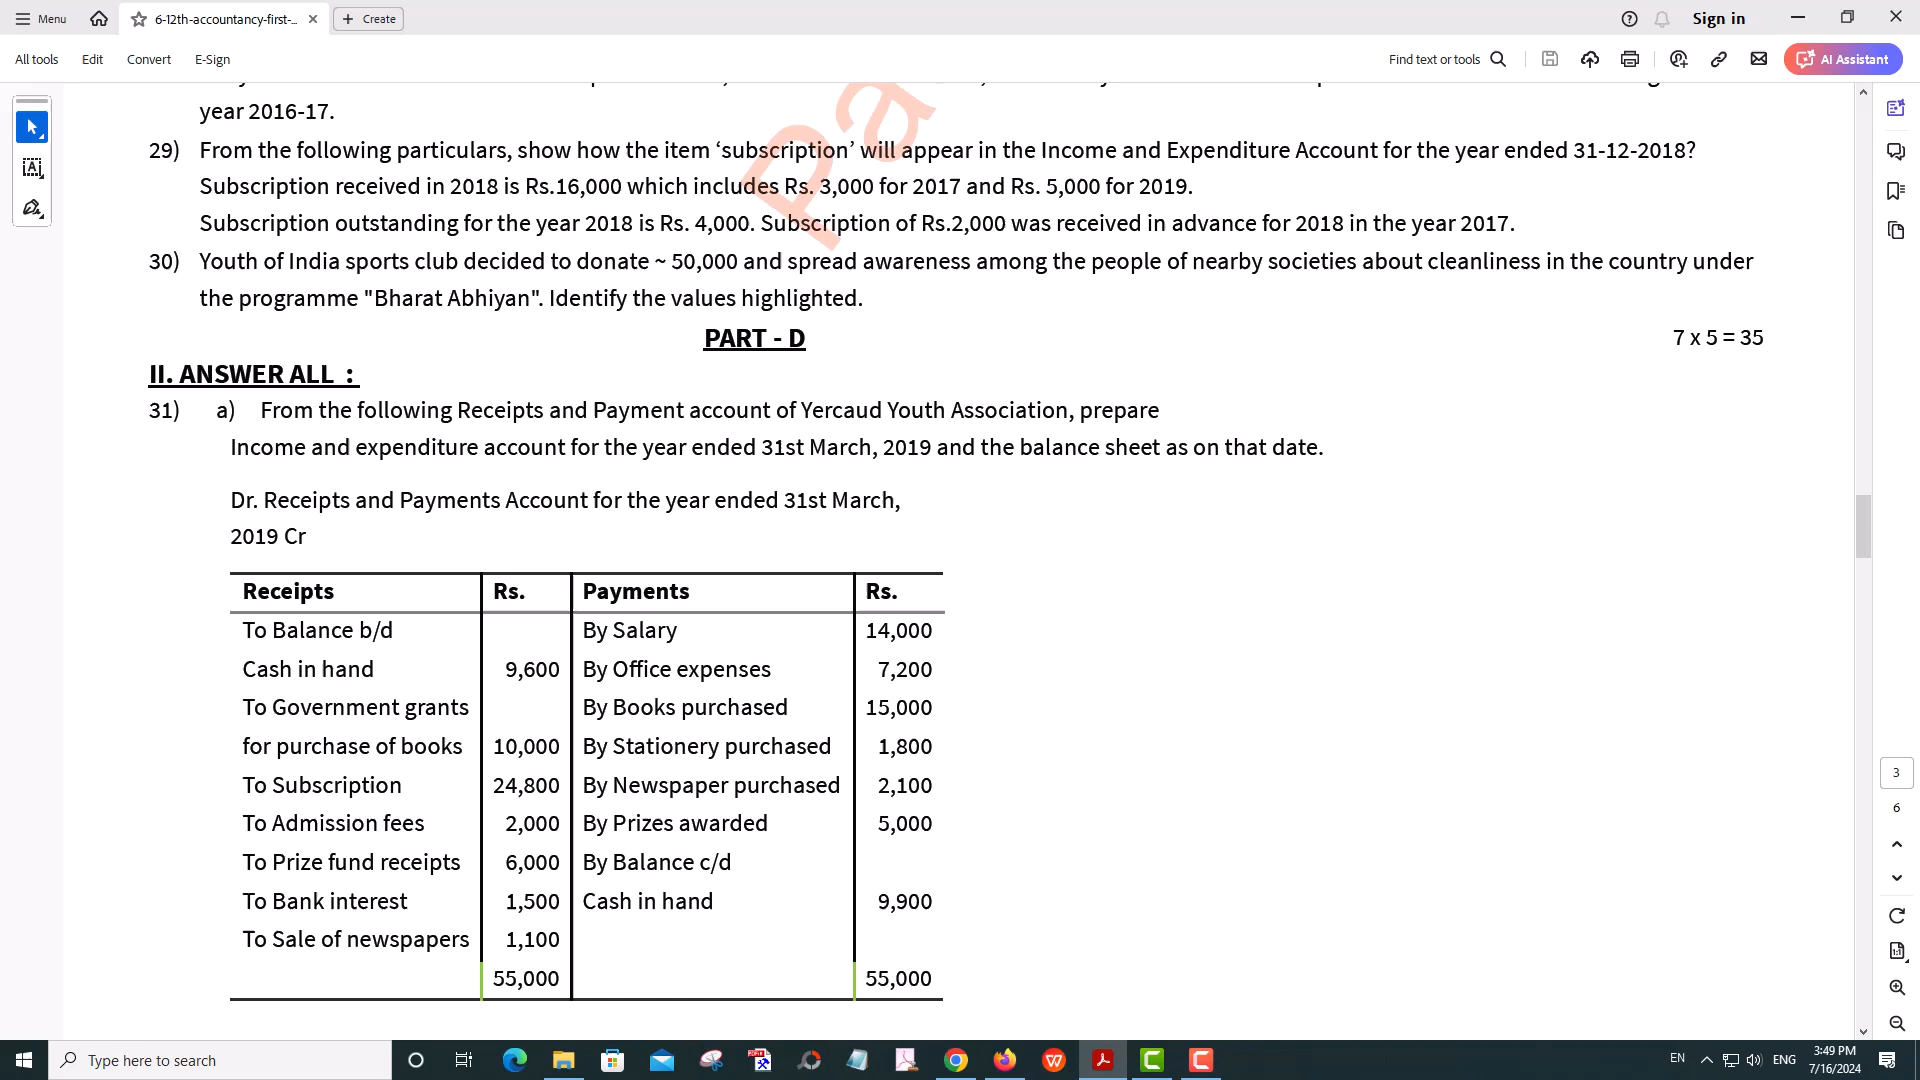 Menu
6-12th-accountancy-first-...
Create
Sign in
All tools
Edit
Convert
E-Sign
Find text or tools
AI Assistant
year 2016-17.
29) From the following particulars, show how the item ‘subscription’ will appear in the Income and Expenditure Account for the year ended 31-12-2018?
Subscription received in 2018 is Rs.16,000 which includes Rs. 3,000 for 2017 and Rs. 5,000 for 2019.
Subscription outstanding for the year 2018 is Rs. 4,000. Subscription of Rs.2,000 was received in advance for 2018 in the year 2017.
30) Youth of India sports club decided to donate ~ 50,000 and spread awareness among the people of nearby societies about cleanliness in the country under
the programme "Bharat Abhiyan". Identify the values highlighted.
PART - D 7 x 5 = 35
II. ANSWER ALL :
31) a) From the following Receipts and Payment account of Yercaud Youth Association, prepare
Income and expenditure account for the year ended 31st March, 2019 and the balance sheet as on that date.
Dr. Receipts and Payments Account for the year ended 31st March,
2019 Cr
Receipts Rs. Payments Rs.
To Balance b/d By Salary 14,000
Cash in hand 9,600 By Office expenses 7,200
To Government grants By Books purchased 15,000
for purchase of books 10,000 By Stationery purchased 1,800
To Subscription 24,800 By Newspaper purchased 2,100
To Admission fees 2,000 By Prizes awarded 5,000
To Prize fund receipts 6,000 By Balance c/d
To Bank interest 1,500 Cash in hand 9,900
To Sale of newspapers 1,100
55,000 55,000
Pa
3
6
Type here to search
EN
ENG
3:49 PM
7/16/2024